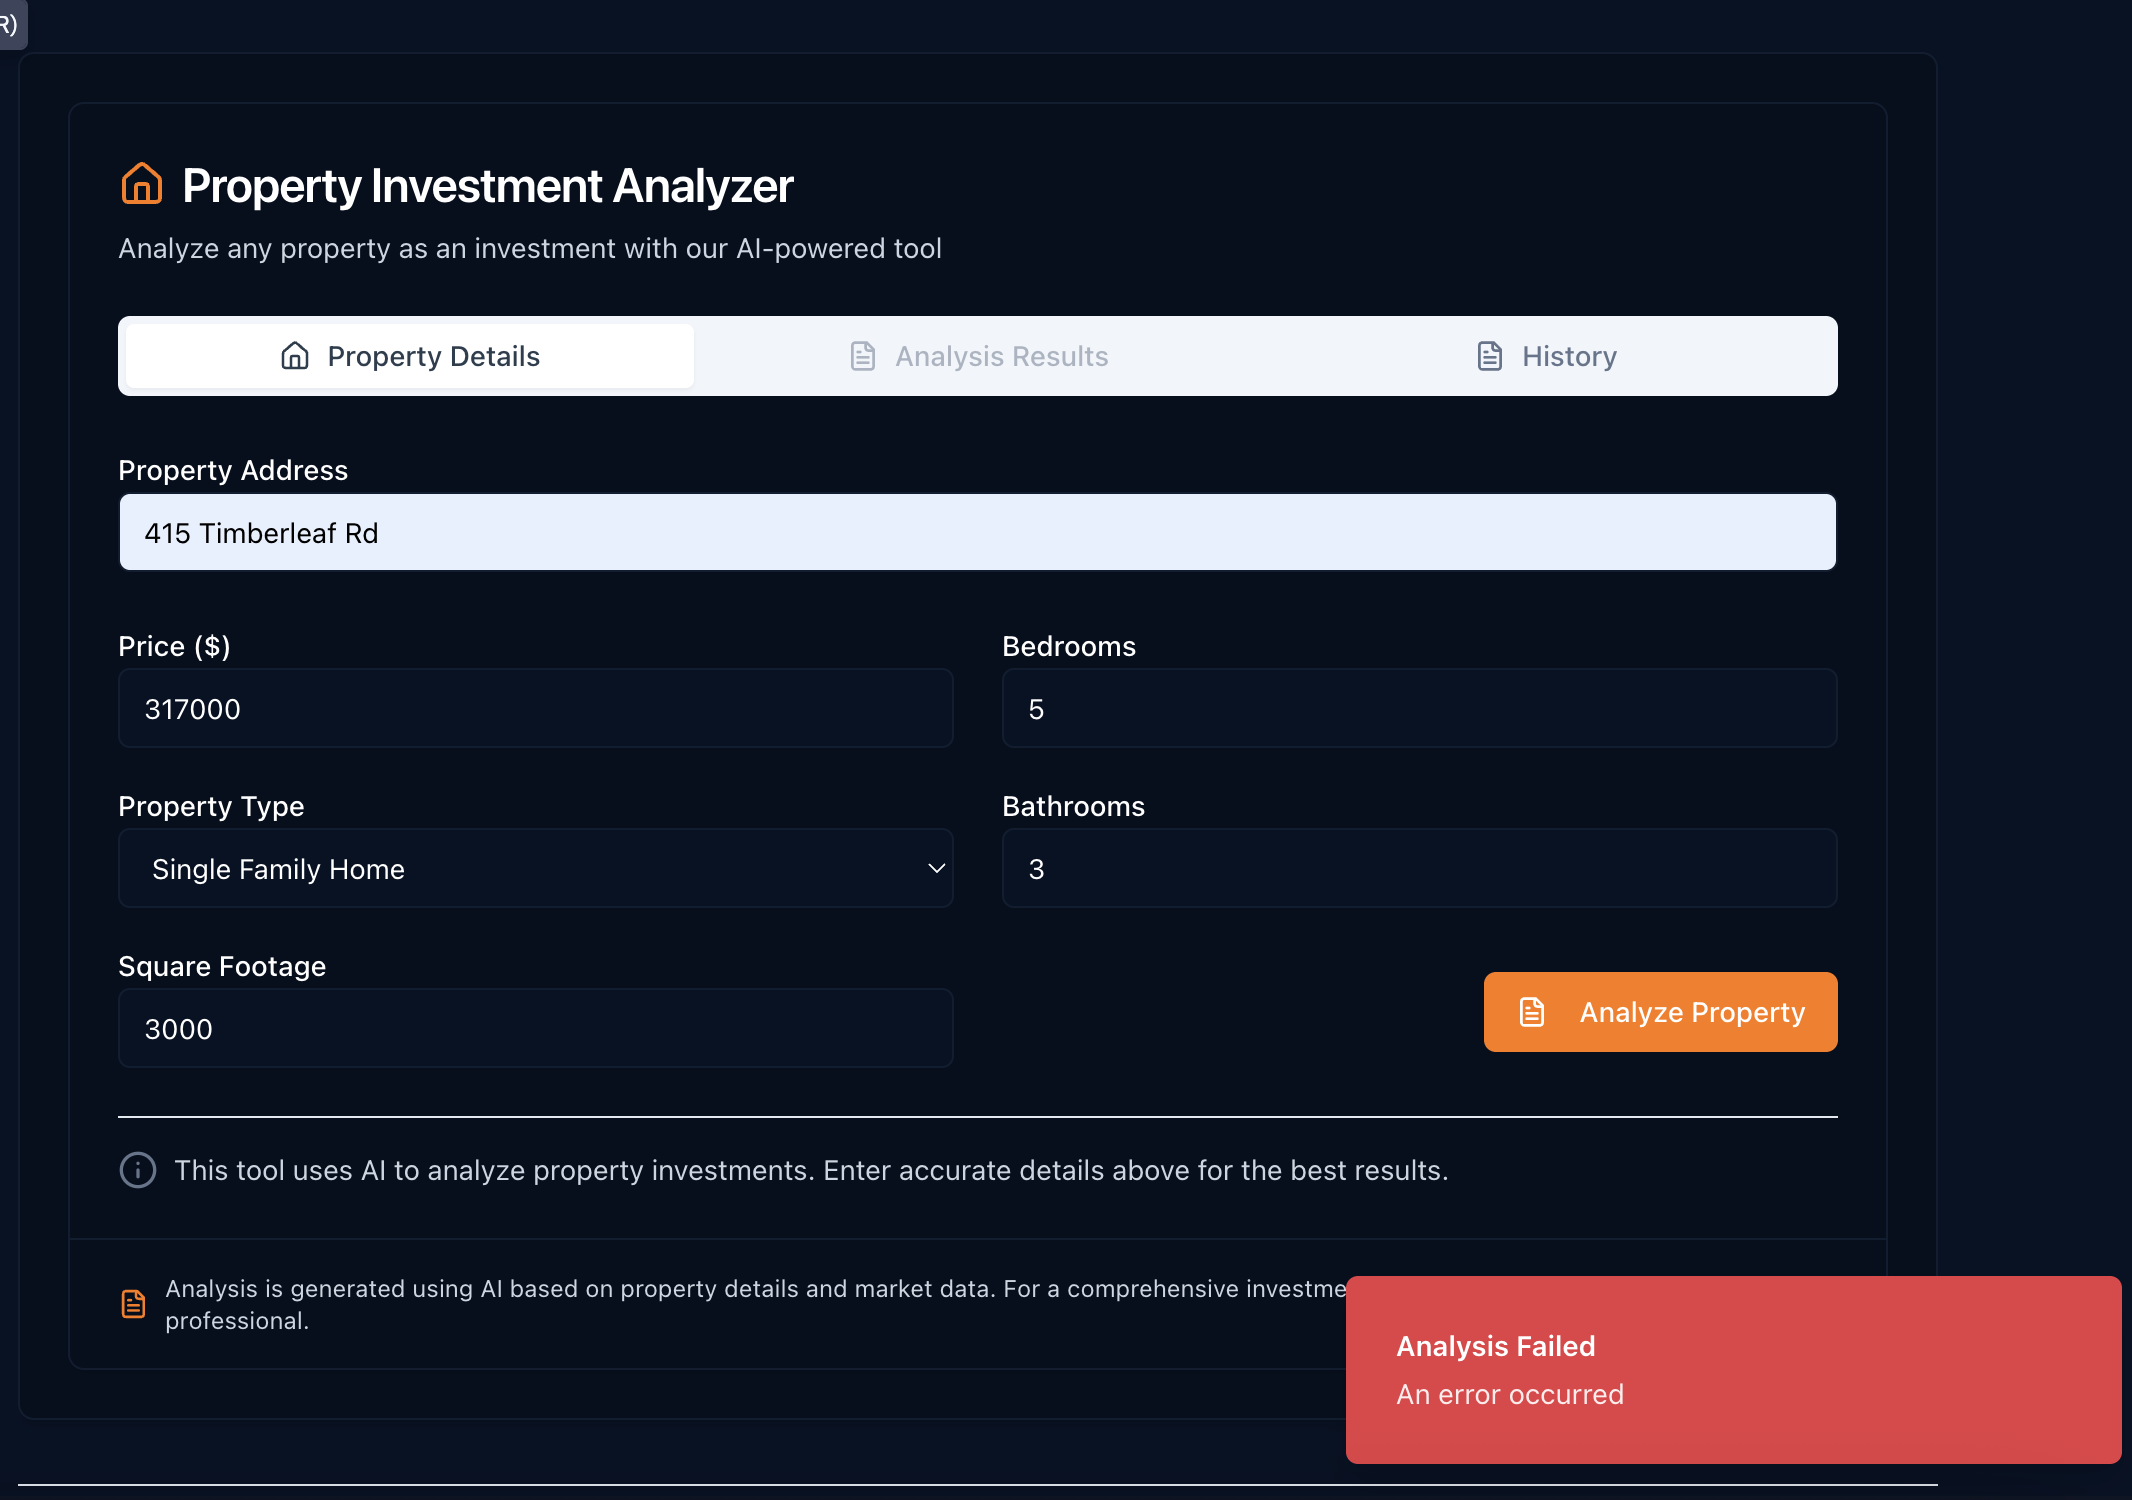 R)
Property Investment Analyzer
Analyze any property as an investment with our AI-powered tool
Property Details
Analysis Results
History
Property Address
415 Timberleaf Rd
Price ($)
Bedrooms
317000
5
Property Type
Bathrooms
Single Family Home
3
Square Footage
3000
Analyze Property
This tool uses AI to analyze property investments. Enter accurate details above for the best results.
Analysis is generated using AI based on property details and market data. For a comprehensive investme
professional.
Analysis Failed
An error occurred